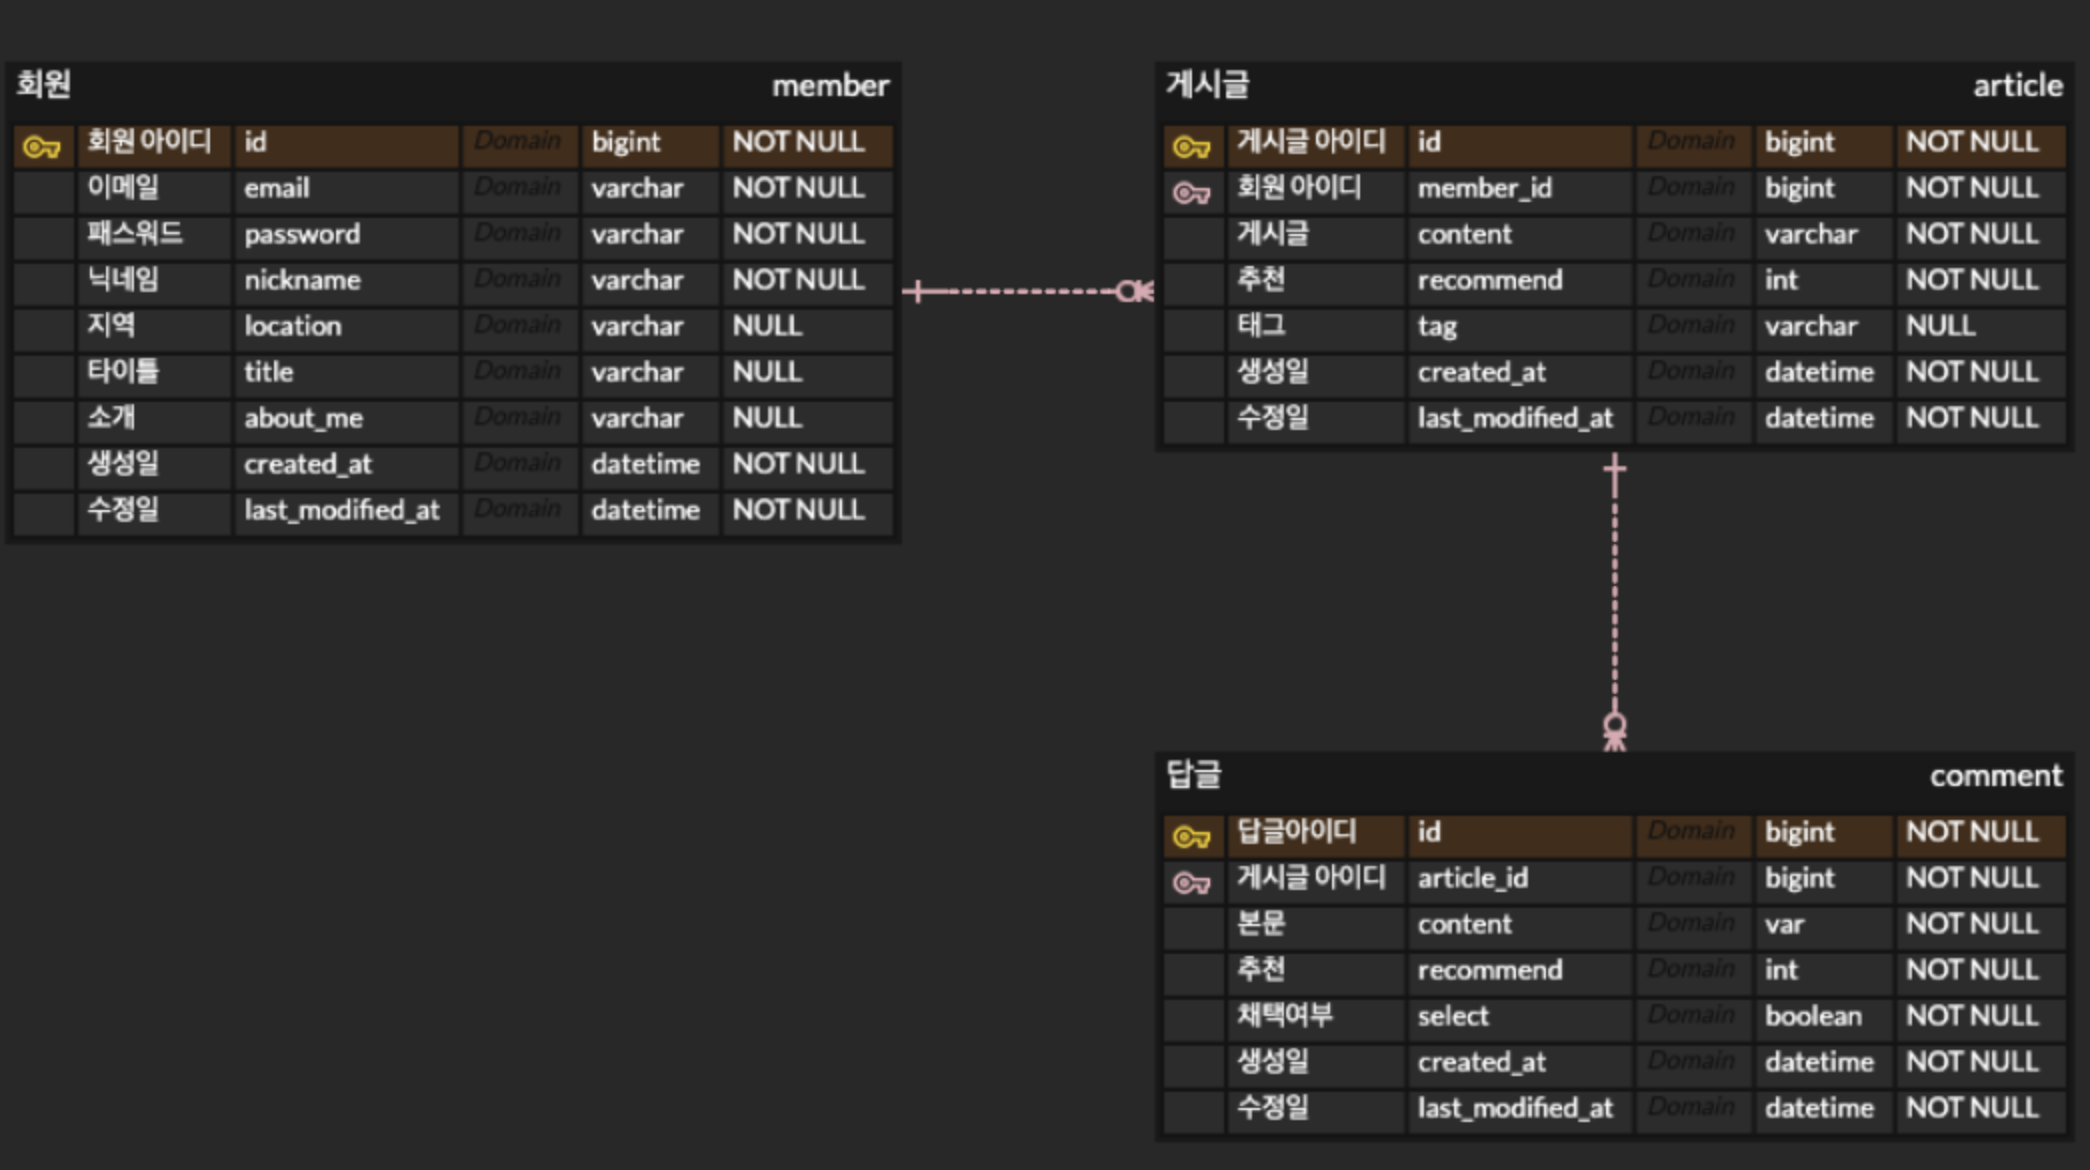 회원 member
회원 아이디 id Domain bigint NOT NULL
이메일 email Domain varchar NOT NULL
패스워드 password Domain varchar NOT NULL
닉네임 nickname Domain varchar NOT NULL
지역 location Domain varchar NULL
타이틀 title Domain varchar NULL
소개 about_me Domain varchar NULL
생성일 created_at Domain datetime NOT NULL
수정일 last_modified_at Domain datetime NOT NULL
게시글 article
게시글 아이디 id Domain bigint NOT NULL
회원 아이디 member_id Domain bigint NOT NULL
게시글 content Domain varchar NOT NULL
추천 recommend Domain int NOT NULL
태그 tag Domain varchar NULL
생성일 created_at Domain datetime NOT NULL
수정일 last_modified_at Domain datetime NOT NULL
답글 comment
답글아이디 id Domain bigint NOT NULL
게시글 아이디 article_id Domain bigint NOT NULL
본문 content Domain var NOT NULL
추천 recommend Domain int NOT NULL
채택여부 select Domain boolean NOT NULL
생성일 created_at Domain datetime NOT NULL
수정일 last_modified_at Domain datetime NOT NULL